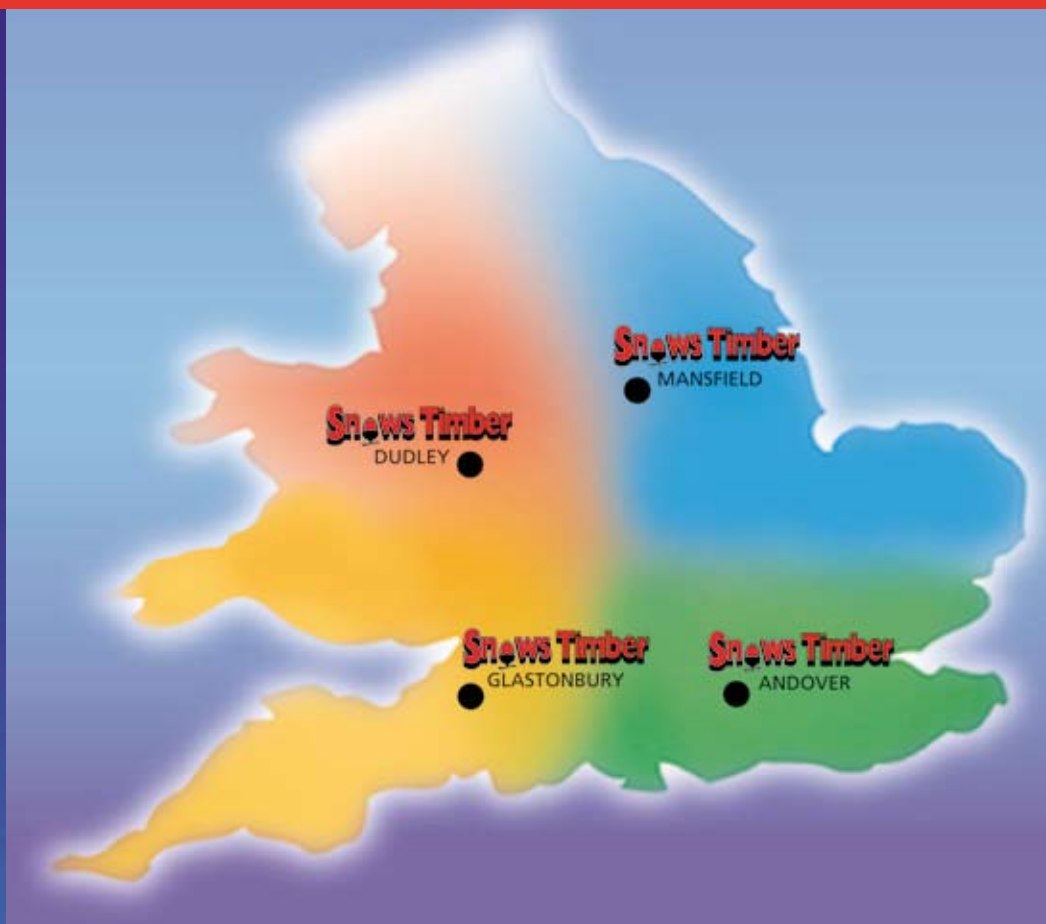 Snows Timber
MANSFIELD
Snows Timber
DUDLEY
Snows Timber
GLASTONBURY
Snows Timber
ANDOVER